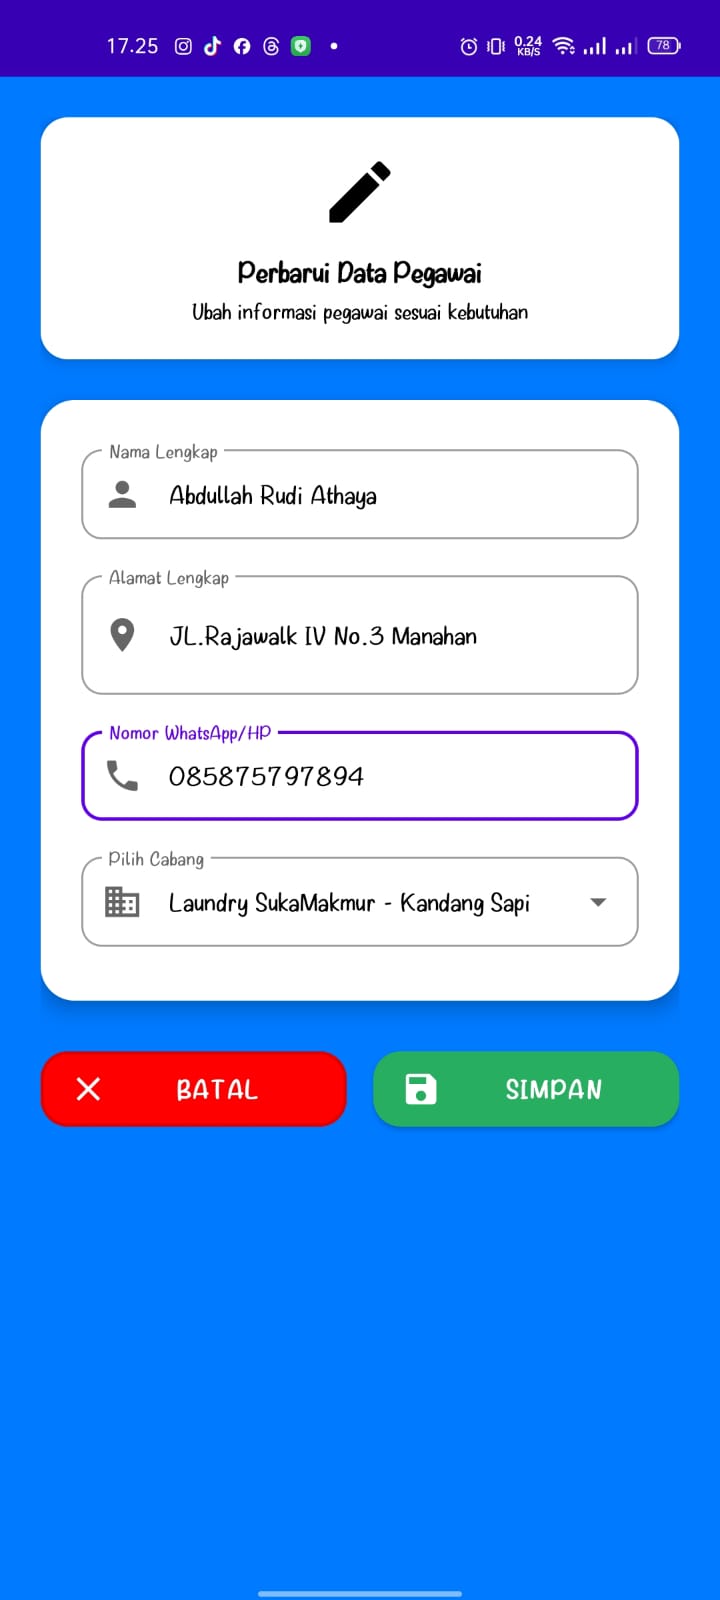 17.25
0.24
KB/S
78
Perbarui Data Pegawai
Ubah informasi pegawai sesuai kebutuhan
Nama Lengkap
Abdullah Rudi Athaya
Alamat Lengkap
JL.Rajawalk IV No.3 Manahan
Nomor WhatsApp/HP
085875797894
Pilih Cabang
Laundry SukaMakmur - Kandang Sapi
BATAL
SIMPAN